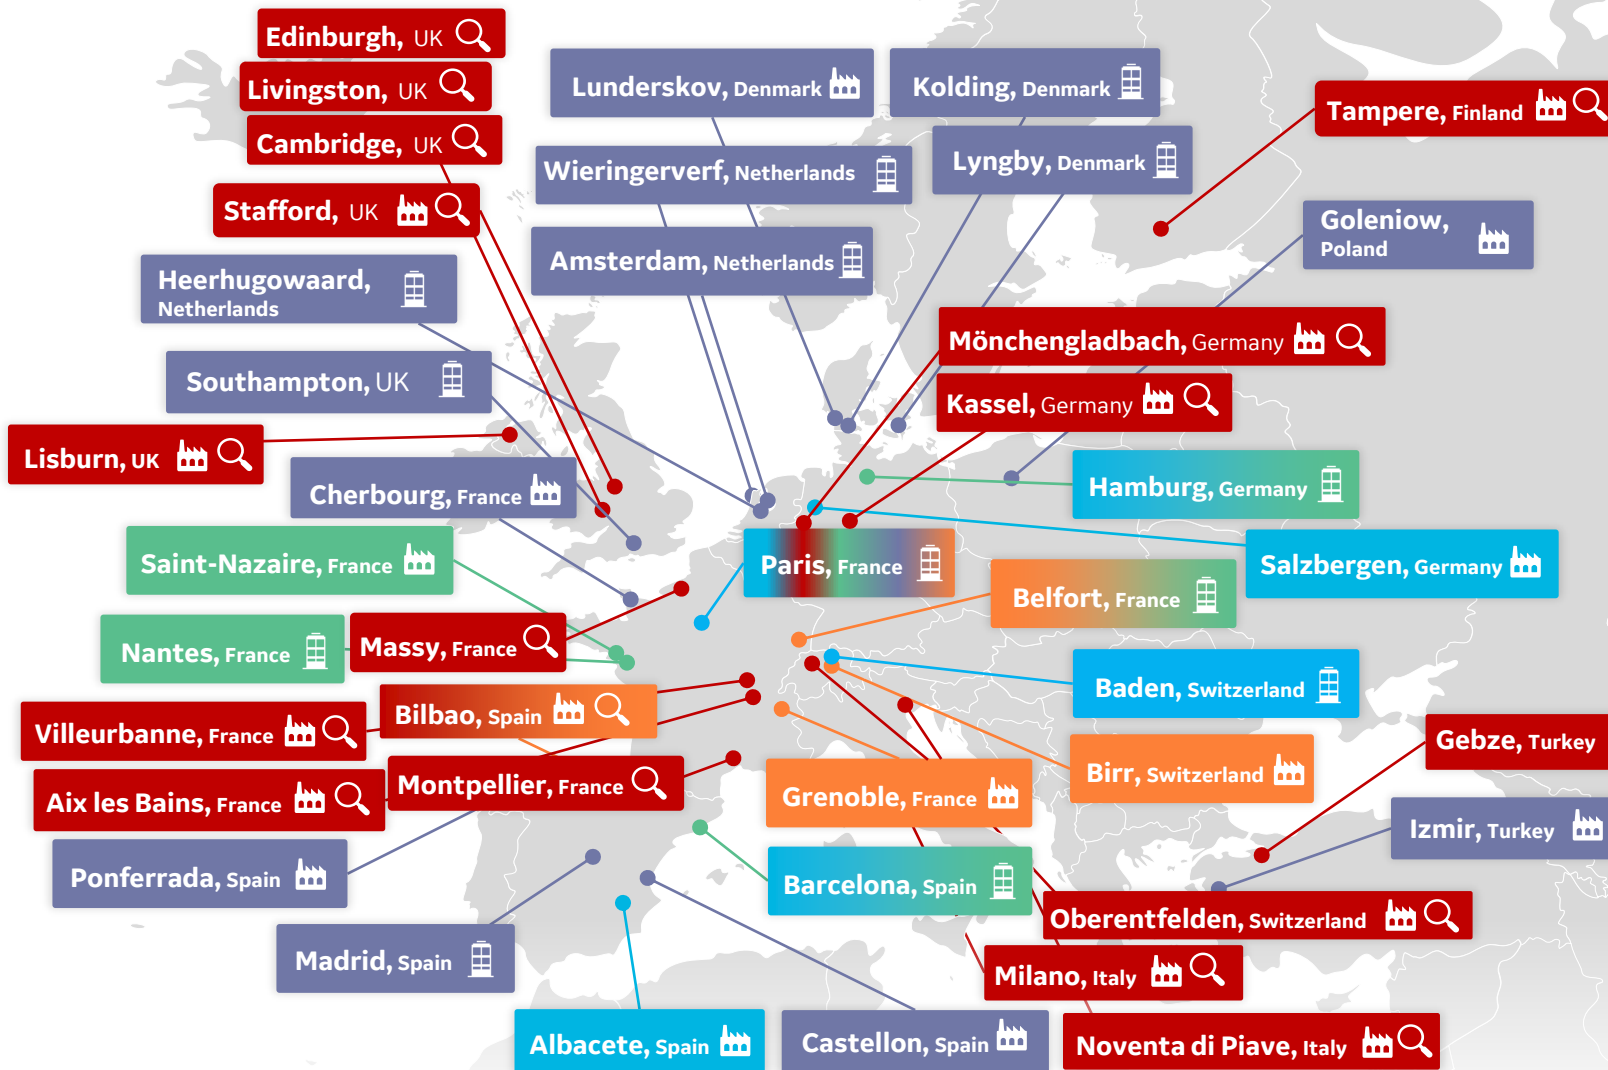 Edinburgh, UK
Livingston, UK
Cambridge, UK
Stafford, UK
Heerhugowaard,
Netherlands
Southampton, UK
Lisburn, UK
Cherbourg, France
Saint-Nazaire, France
Nantes, France
Massy, France
Bilbao, Spain
Villeurbanne, France
Aix les Bains, France
Montpellier, France
Ponferrada, Spain
Madrid, Spain
Albacete, Spain
Castellon, Spain
Lunderskov, Denmark
Kolding, Denmark
Wieringerverf, Netherlands
Lyngby, Denmark
Amsterdam, Netherlands
Tampere, Finland
Goleniow,
Poland
Mönchengladbach, Germany
Kassel, Germany
Hamburg, Germany
Paris, France
Salzbergen, Germany
Belfort, France
Baden, Switzerland
Birr, Switzerland
Grenoble, France
Gebze, Turkey
Izmir, Turkey
Barcelona, Spain
Oberentfelden, Switzerland
Milano, Italy
Noventa di Piave, Italy